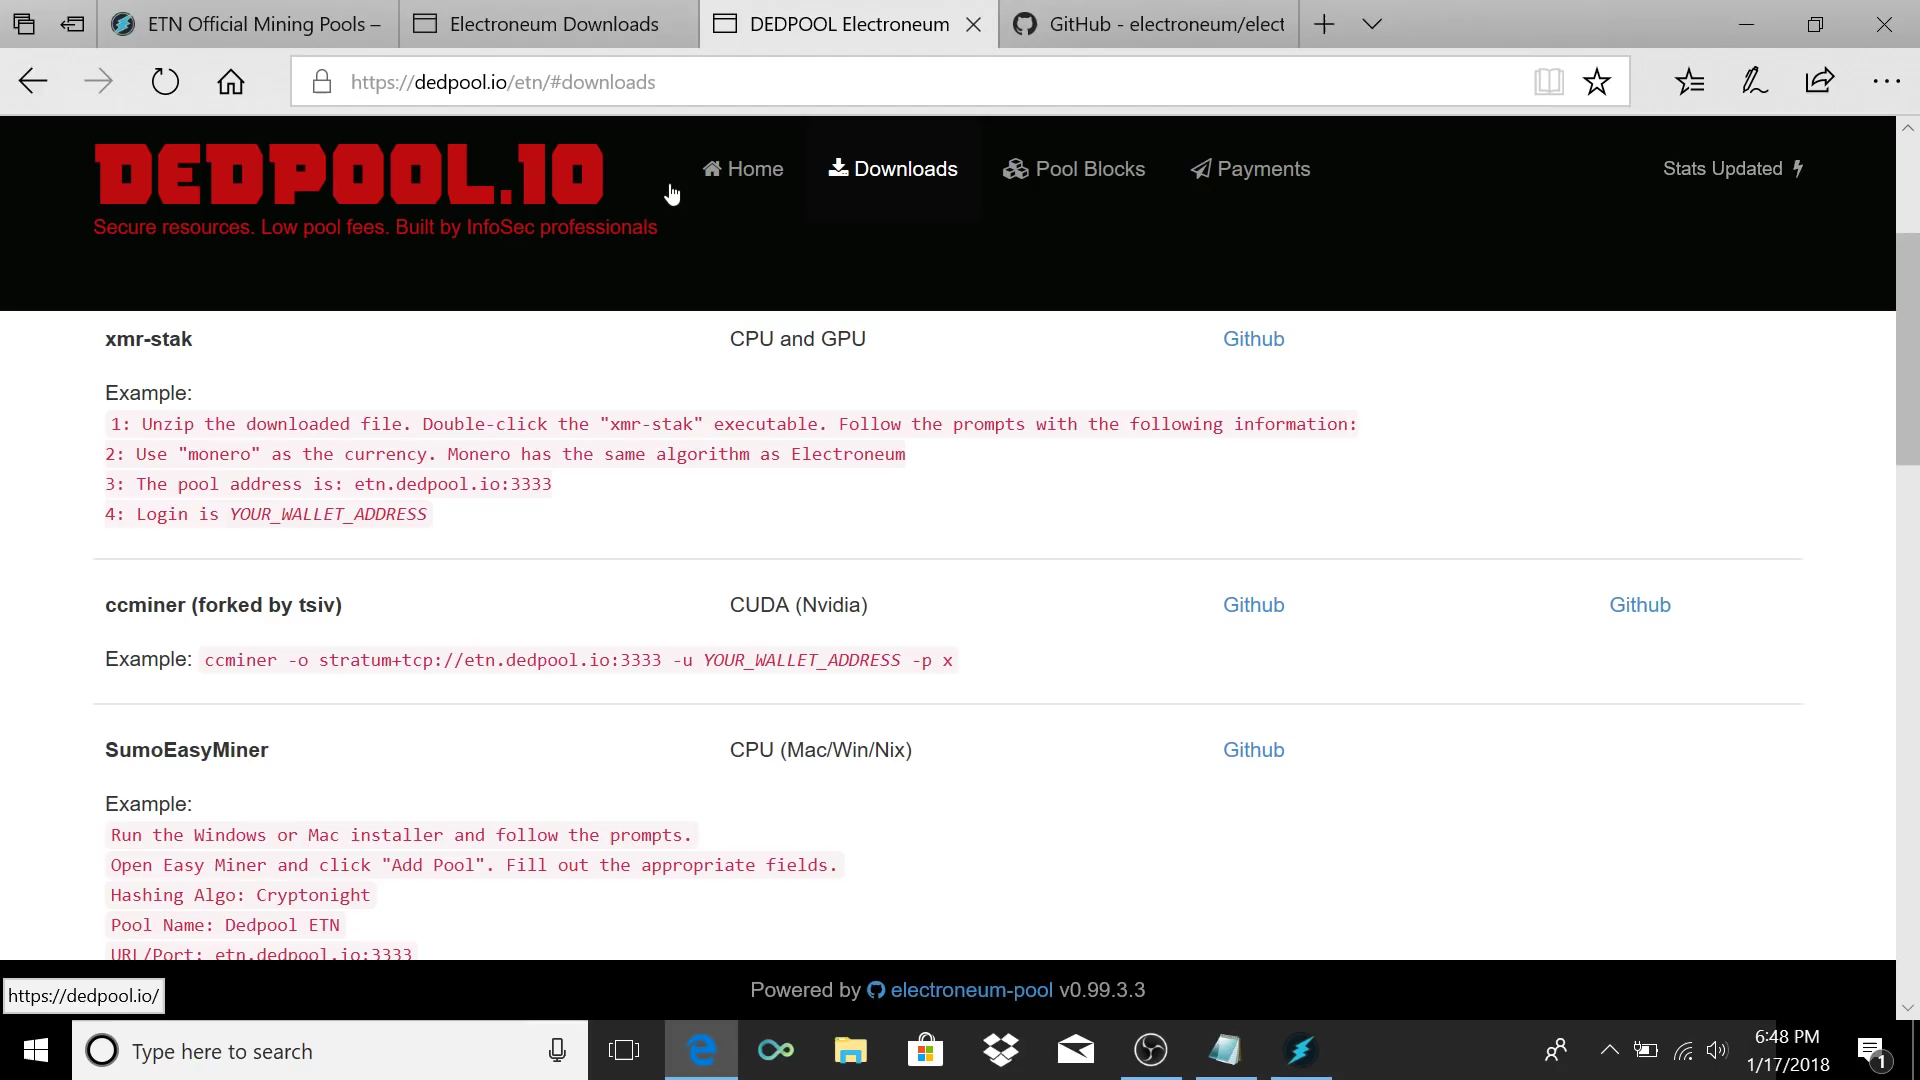 ETN Official Mining Pools –
Electroneum Downloads
DEDPOOL Electroneum
GitHub - electroneum/elect
https://dedpool.io/etn/#downloads
DEDPOOL.IO
Secure resources. Low pool fees. Built by InfoSec professionals
Home
Downloads
Pool Blocks
Payments
Stats Updated
xmr-stak CPU and GPU Github
Example:
1: Unzip the downloaded file. Double-click the "xmr-stak" executable. Follow the prompts with the following information:
2: Use "monero" as the currency. Monero has the same algorithm as Electroneum
3: The pool address is: etn.dedpool.io:3333
4: Login is YOUR_WALLET_ADDRESS
ccminer (forked by tsiv) CUDA (Nvidia) Github Github
Example: ccminer -o stratum+tcp://etn.dedpool.io:3333 -u YOUR_WALLET_ADDRESS -p x
SumoEasyMiner CPU (Mac/Win/Nix) Github
Example:
Run the Windows or Mac installer and follow the prompts.
Open Easy Miner and click "Add Pool". Fill out the appropriate fields.
Hashing Algo: Cryptonight
Pool Name: Dedpool ETN
URL/Port: etn.dedpool.io:3333
https://dedpool.io/
Powered by electroneum-pool v0.99.3.3
Type here to search
6:48 PM
1/17/2018
1